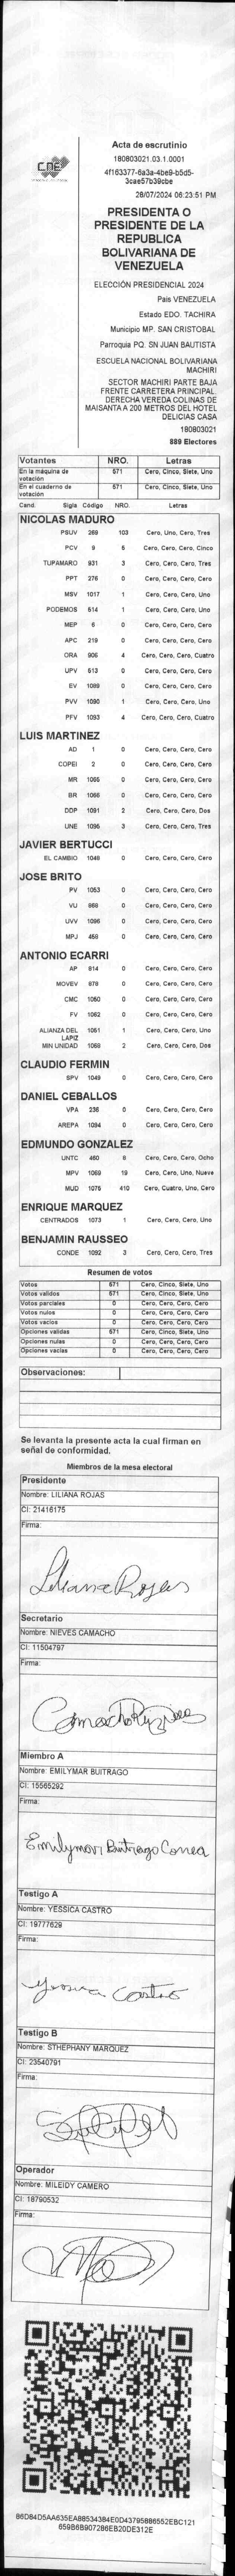 CNE
Acta de escrutinio
180803021.03.1.0001
4f163377-6a3a-4be9-b5d5-
3cae57b39cbe
28/07/2024 06:23:51 PM
PRESIDENTA O
PRESIDENTE DE LA
REPUBLICA
BOLIVARIANA DE
VENEZUELA
ELECCIÓN PRESIDENCIAL 2024
Pais VENEZUELA
Estado EDO. TACHIRA
Municipio MP. SAN CRISTOBAL
Parroquia PQ. SN JUAN BAUTISTA
ESCUELA NACIONAL BOLIVARIANA
MACHIRI
SECTOR MACHIRI PARTE BAJA
FRENTE CARRETERA PRINCIPAL.
DERECHA VEREDA COLINAS DE
MAISANTA A 200 METROS DEL HOTEL
DELICIAS CASA
180803021
889 Electores
Votantes NRO. Letras
En la máquina de votación 571 Cero, Cinco, Siete, Uno
En el cuaderno de votación 571 Cero, Cinco, Siete, Uno
Cand. Sigla Código NRO. Letras
NICOLAS MADURO
PSUV 269 103 Cero, Uno, Cero, Tres
PCV 9 5 Cero, Cero, Cero, Cinco
TUPAMARO 931 3 Cero, Cero, Cero, Tres
PPT 276 0 Cero, Cero, Cero, Cero
MSV 1017 1 Cero, Cero, Cero, Uno
PODEMOS 514 1 Cero, Cero, Cero, Uno
MEP 6 0 Cero, Cero, Cero, Cero
APC 219 0 Cero, Cero, Cero, Cero
ORA 906 4 Cero, Cero, Cero, Cuatro
UPV 513 0 Cero, Cero, Cero, Cero
EV 1089 0 Cero, Cero, Cero, Cero
PVV 1090 1 Cero, Cero, Cero, Uno
PFV 1093 4 Cero, Cero, Cero, Cuatro
LUIS MARTINEZ
AD 1 0 Cero, Cero, Cero, Cero
COPEI 2 0 Cero, Cero, Cero, Cero
MR 1065 0 Cero, Cero, Cero, Cero
BR 1066 0 Cero, Cero, Cero, Cero
DDP 1091 2 Cero, Cero, Cero, Dos
UNE 1096 3 Cero, Cero, Cero, Tres
JAVIER BERTUCCI
EL CAMBIO 1048 0 Cero, Cero, Cero, Cero
JOSE BRITO
PV 1053 0 Cero, Cero, Cero, Cero
VU 868 0 Cero, Cero, Cero, Cero
UVV 1095 0 Cero, Cero, Cero, Cero
MPJ 459 0 Cero, Cero, Cero, Cero
ANTONIO ECARRI
AP 814 0 Cero, Cero, Cero, Cero
MOVEV 878 0 Cero, Cero, Cero, Cero
CMC 1050 0 Cero, Cero, Cero, Cero
FV 1062 0 Cero, Cero, Cero, Cero
ALIANZA DEL LAPIZ 1051 1 Cero, Cero, Cero, Uno
MIN UNIDAD 1068 2 Cero, Cero, Cero, Dos
CLAUDIO FERMIN
SPV 1049 0 Cero, Cero, Cero, Cero
DANIEL CEBALLOS
VPA 236 0 Cero, Cero, Cero, Cero
AREPA 1094 0 Cero, Cero, Cero, Cero
EDMUNDO GONZALEZ
UNTC 460 8 Cero, Cero, Cero, Ocho
MPV 1069 19 Cero, Cero, Uno, Nueve
MUD 1075 410 Cero, Cuatro, Uno, Cero
ENRIQUE MARQUEZ
CENTRADOS 1073 1 Cero, Cero, Cero, Uno
BENJAMIN RAUSSEO
CONDE 1092 3 Cero, Cero, Cero, Tres
Resumen de votos
Votos 571 Cero, Cinco, Siete, Uno
Votos validos 571 Cero, Cinco, Siete, Uno
Votos parciales 0 Cero, Cero, Cero, Cero
Votos nulos 0 Cero, Cero, Cero, Cero
Votos vacios 0 Cero, Cero, Cero, Cero
Opciones validas 571 Cero, Cinco, Siete, Uno
Opciones nulas 0 Cero, Cero, Cero, Cero
Opciones vacias 0 Cero, Cero, Cero, Cero
Observaciones:
Se levanta la presente acta la cual firman en
señal de conformidad.
Miembros de la mesa electoral
Presidente
Nombre: LILIANA ROJAS
CI: 21416175
Firma:
Liliana Rojas
Secretario
Nombre: NIEVES CAMACHO
CI: 11504797
Firma:
Camacho
Miembro A
Nombre: EMILYMAR BUITRAGO
CI: 15565292
Firma:
Emilymar Buitrago Correa
Testigo A
Nombre: YESSICA CASTRO
CI: 19777629
Firma:
Yessica Castro
Testigo B
Nombre: STHEPHANY MARQUEZ
CI: 23540791
Firma:
Operador
Nombre: MILEIDY CAMERO
CI: 18790532
Firma:
86D84D5AA635EA88534384E0D43795886552EBC121
659B6B907286EB20DE312E